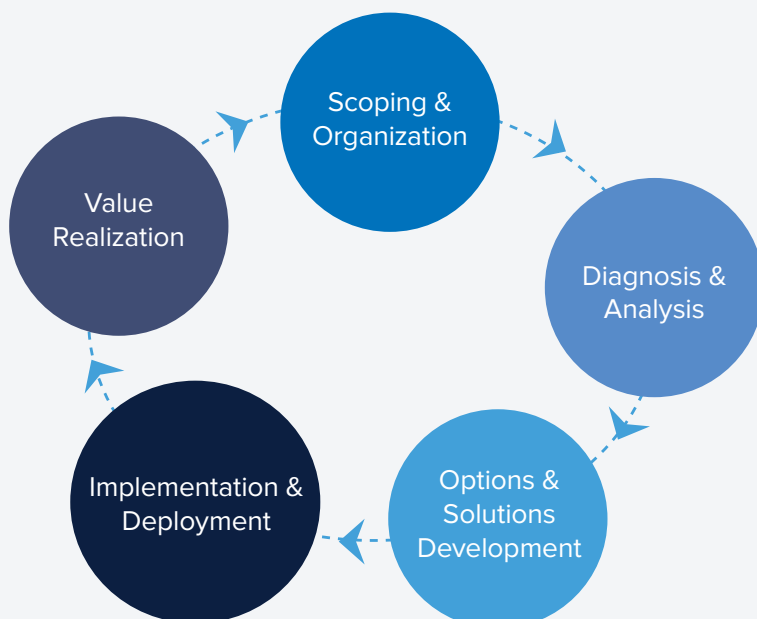 Scoping &
Organization
Diagnosis &
Analysis
Options &
Solutions
Development
Implementation &
Deployment
Value
Realization